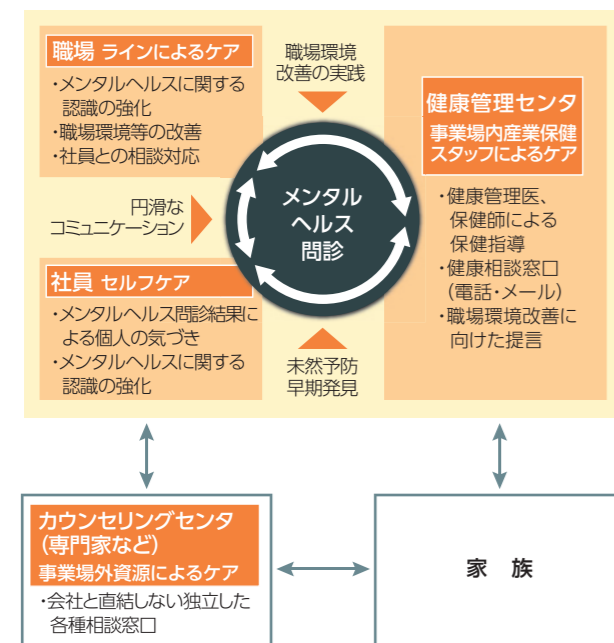 職場 ラインによるケア
・メンタルヘルスに関する
認識の強化
・職場環境等の改善
・社員との相談対応
職場環境
改善の実践
健康管理センタ
事業場内産業保健
スタッフによるケア
・健康管理医、
保健師による
保健指導
・健康相談窓口
(電話・メール)
・職場環境改善に
向けた提言
円滑な
コミュニケーション
メンタル
ヘルス
問診
社員 セルフケア
・メンタルヘルス問診結果に
よる個人の気づき
・メンタルヘルスに関する
認識の強化
未然予防
早期発見
カウンセリングセンタ
(専門家など)
事業場外資源によるケア
・会社と直結しない独立した
各種相談窓口
家 族